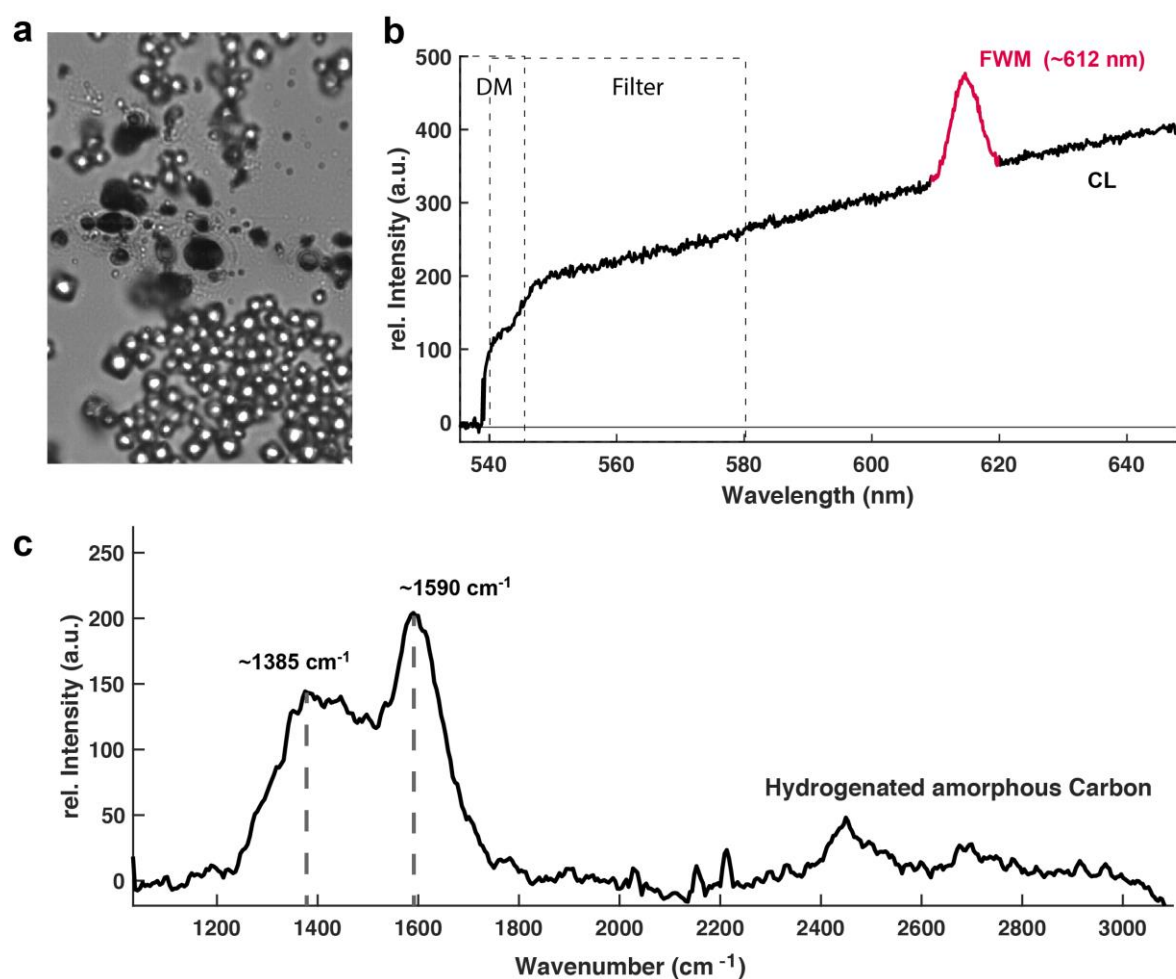 a
b
FWM (~612 nm)
500
DM
Filter
400
300
CL
200
100
0
rel. Intensity (a.u.)
540
560
580
600
620
640
Wavelength (nm)
c
250
~1590 cm-1
200
~1385 cm-1
150
100
Hydrogenated amorphous Carbon
50
0
rel. Intensity (a.u.)
1200
1400
1600
1800
2000
2200
2400
2600
2800
3000
Wavenumber (cm -1)